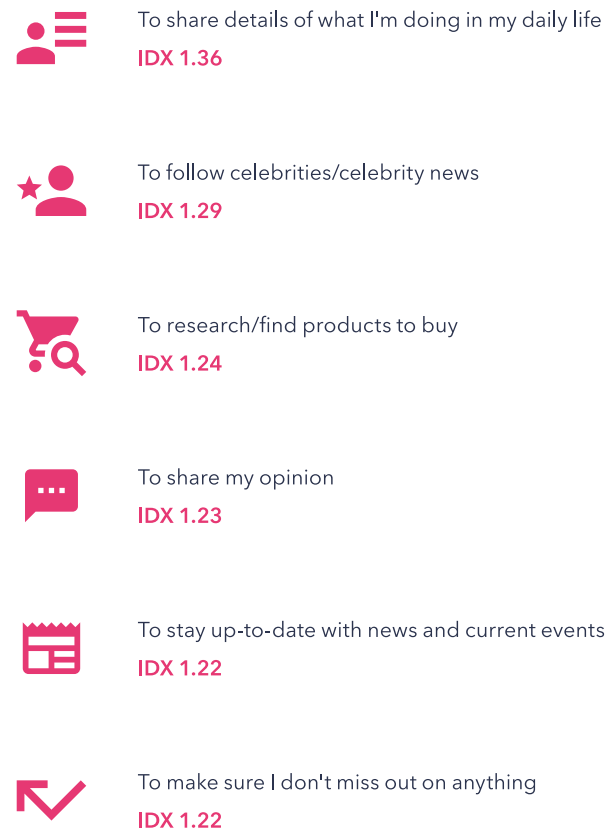 To share details of what I'm doing in my daily life
IDX 1.36
To follow celebrities/celebrity news
IDX 1.29
To research/find products to buy
IDX 1.24
To share my opinion
IDX 1.23
To stay up-to-date with news and current events
IDX 1.22
To make sure I don't miss out on anything
IDX 1.22